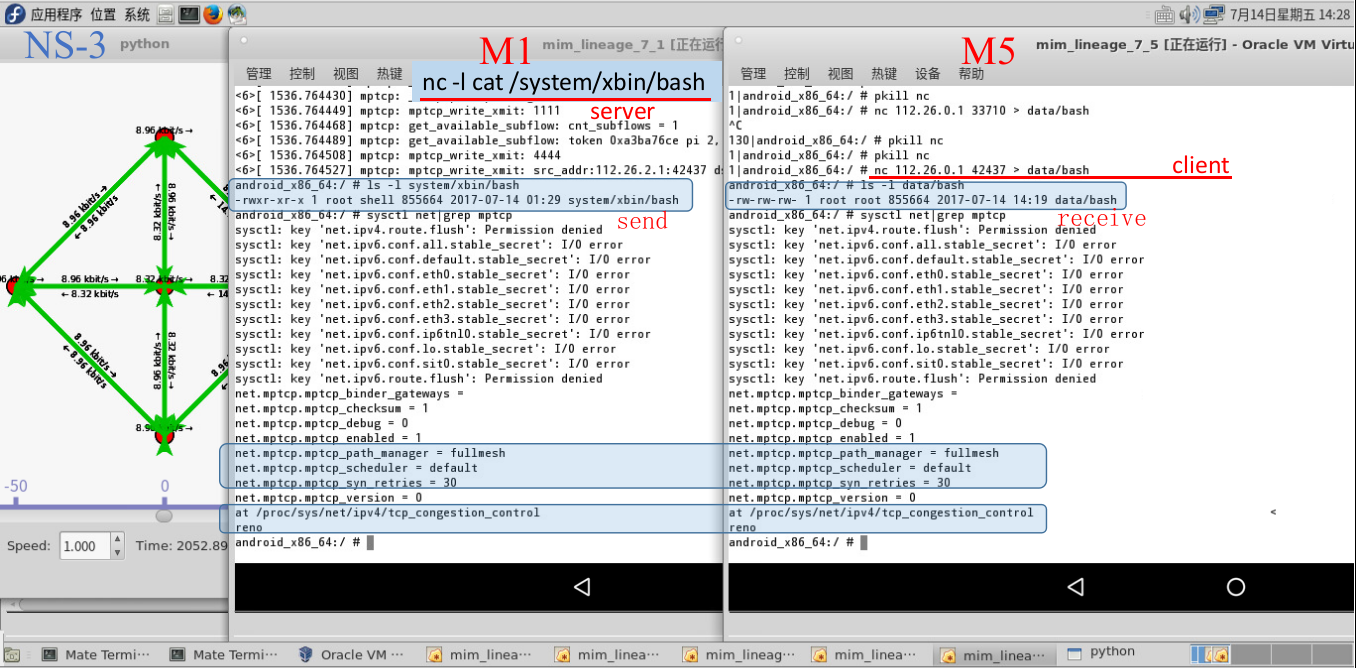 应用程序 位置 系统
7月14日星期五 14:28
NS-3
python
8.96 kbit/s→
8.96 kbit/s→
←8.96 kbit/s
8.96 kbit/s→
8.32 kbit/s
8.96 kbit/s →
← 8.32 kbit/s
8.96 kbit/s→
←8.96 kbit/s
8.32 kbit/s
8.96 kbit/s→
-50
0
Speed:
1.000
Time: 2052.89
M1
mim_lineage_7_1 [正在运行
管理 控制 视图 热键
nc -l cat /system/xbin/bash
server
<6>[ 1536.764430] mptcp:
<6>[ 1536.764449] mptcp: mptcp_write_xmit: 1111
<6>[ 1536.764468] mptcp: get_available_subflow: cnt_subflows = 1
<6>[ 1536.764489] mptcp: get_available_subflow: token 0xa3ba76ce pi 2,
<6>[ 1536.764508] mptcp: mptcp_write_xmit: 4444
<6>[ 1536.764527] mptcp: mptcp_write_xmit: src_addr:112.26.2.1:42437 ds
android_x86_64:/ # ls -l system/xbin/bash
-rwxr-xr-x 1 root shell 855664 2017-07-14 01:29 system/xbin/bash
send
android_x86_64:/ # sysctl net|grep mptcp
sysctl: key 'net.ipv4.route.flush': Permission denied
sysctl: key 'net.ipv6.conf.all.stable_secret': I/O error
sysctl: key 'net.ipv6.conf.default.stable_secret': I/O error
sysctl: key 'net.ipv6.conf.eth0.stable_secret': I/O error
sysctl: key 'net.ipv6.conf.eth1.stable_secret': I/O error
sysctl: key 'net.ipv6.conf.eth2.stable_secret': I/O error
sysctl: key 'net.ipv6.conf.eth3.stable_secret': I/O error
sysctl: key 'net.ipv6.conf.ip6tnl0.stable_secret': I/O error
sysctl: key 'net.ipv6.conf.lo.stable_secret': I/O error
sysctl: key 'net.ipv6.conf.sit0.stable_secret': I/O error
sysctl: key 'net.ipv6.route.flush': Permission denied
net.mptcp.mptcp_binder_gateways =
net.mptcp.mptcp_checksum = 1
net.mptcp.mptcp_debug = 0
net.mptcp.mptcp_enabled = 1
net.mptcp.mptcp_path_manager = fullmesh
net.mptcp.mptcp_scheduler = default
net.mptcp.mptcp_syn_retries = 30
net.mptcp.mptcp_version = 0
at /proc/sys/net/ipv4/tcp_congestion_control
reno
android_x86_64:/ #
M5
mim_lineage_7_5 [正在运行] - Oracle VM Virtu
管理 控制 视图 热键 设备 帮助
1|android_x86_64:/ # pkill nc
1|android_x86_64:/ # nc 112.26.0.1 33710 > data/bash
^C
130|android_x86_64:/ # pkill nc
1|android_x86_64:/ # pkill nc
1|android_x86_64:/ # nc 112.26.0.1 42437 > data/bash
client
android_x86_64:/ # ls -l data/bash
-rw-rw-rw- 1 root root 855664 2017-07-14 14:19 data/bash
receive
android_x86_64:/ # sysctl net|grep mptcp
sysctl: key 'net.ipv4.route.flush': Permission denied
sysctl: key 'net.ipv6.conf.all.stable_secret': I/O error
sysctl: key 'net.ipv6.conf.default.stable_secret': I/O error
sysctl: key 'net.ipv6.conf.eth0.stable_secret': I/O error
sysctl: key 'net.ipv6.conf.eth1.stable_secret': I/O error
sysctl: key 'net.ipv6.conf.eth2.stable_secret': I/O error
sysctl: key 'net.ipv6.conf.eth3.stable_secret': I/O error
sysctl: key 'net.ipv6.conf.ip6tnl0.stable_secret': I/O error
sysctl: key 'net.ipv6.conf.lo.stable_secret': I/O error
sysctl: key 'net.ipv6.conf.sit0.stable_secret': I/O error
sysctl: key 'net.ipv6.route.flush': Permission denied
net.mptcp.mptcp_binder_gateways =
net.mptcp.mptcp_checksum = 1
net.mptcp.mptcp_debug = 0
net.mptcp.mptcp_enabled = 1
net.mptcp.mptcp_path_manager = fullmesh
net.mptcp.mptcp_scheduler = default
net.mptcp.mptcp_syn_retries = 30
net.mptcp.mptcp_version = 0
at /proc/sys/net/ipv4/tcp_congestion_control
<
reno
android_x86_64:/ #
Mate Termi··· Mate Termi··· Oracle VM ··· mim_linea··· mim_linea··· mim_lineag··· mim_linea··· mim_linea··· python